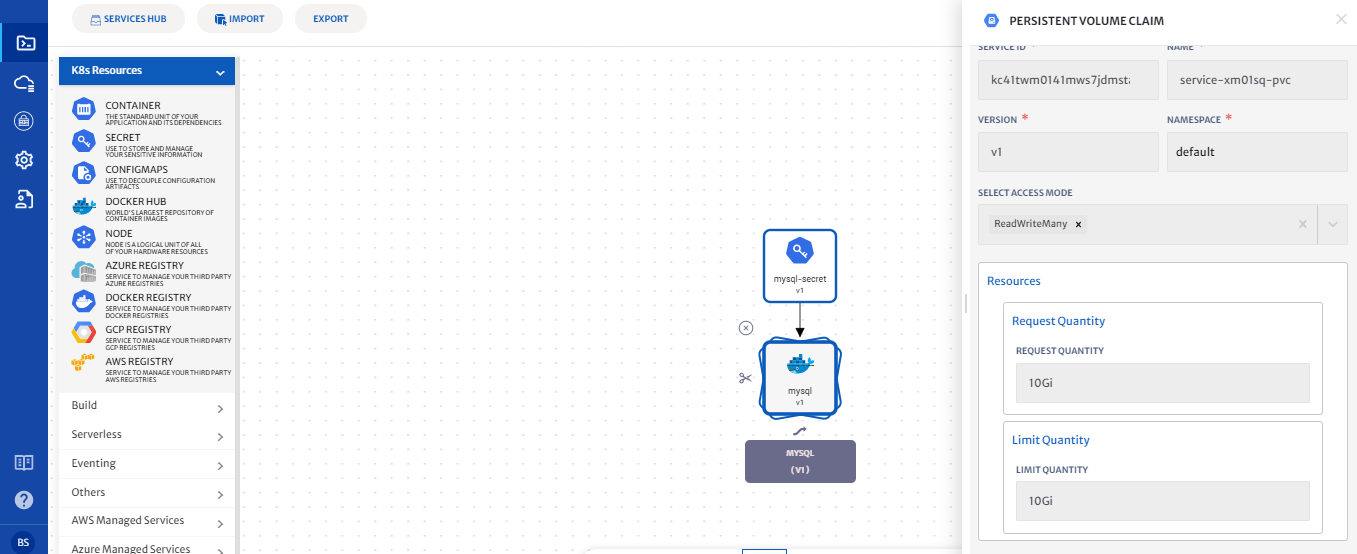 SERVICES HUB
IMPORT
EXPORT
K8s Resources
CONTAINER
THE STANDARD UNIT OF YOUR
APPLICATION AND ITS DEPENDENCIES
SECRET
USE TO STORE AND MANAGE
YOUR SENSITIVE INFORMATION
CONFIGMAPS
USE TO DECOUPLE CONFIGURATION
ARTIFACTS
DOCKER HUB
WORLD'S LARGEST REPOSITORY OF
CONTAINER IMAGES
NODE
NODE IS A LOGICAL UNIT OF ALL
OF YOUR HARDWARE RESOURCES
AZURE REGISTRY
SERVICE TO MANAGE YOUR THIRD PARTY
AZURE REGISTRIES
DOCKER REGISTRY
SERVICE TO MANAGE YOUR THIRD PARTY
DOCKER REGISTRIES
GCP REGISTRY
SERVICE TO MANAGE YOUR THIRD PARTY
GCP REGISTRIES
AWS REGISTRY
SERVICE TO MANAGE YOUR THIRD PARTY
AWS REGISTRIES
Build
Serverless
Eventing
Others
AWS Managed Services
Azure Managed Services
BS
mysql-secret
v1
mysql
v1
MYSQL
(V1)
PERSISTENT VOLUME CLAIM
SERVICE ID *
NAME *
kc41twm0141mws7jdmst
service-xm01sq-pvc
VERSION *
NAMESPACE *
v1
default
SELECT ACCESS MODE
ReadWriteMany
Resources
Request Quantity
REQUEST QUANTITY
10Gi
Limit Quantity
LIMIT QUANTITY
10Gi